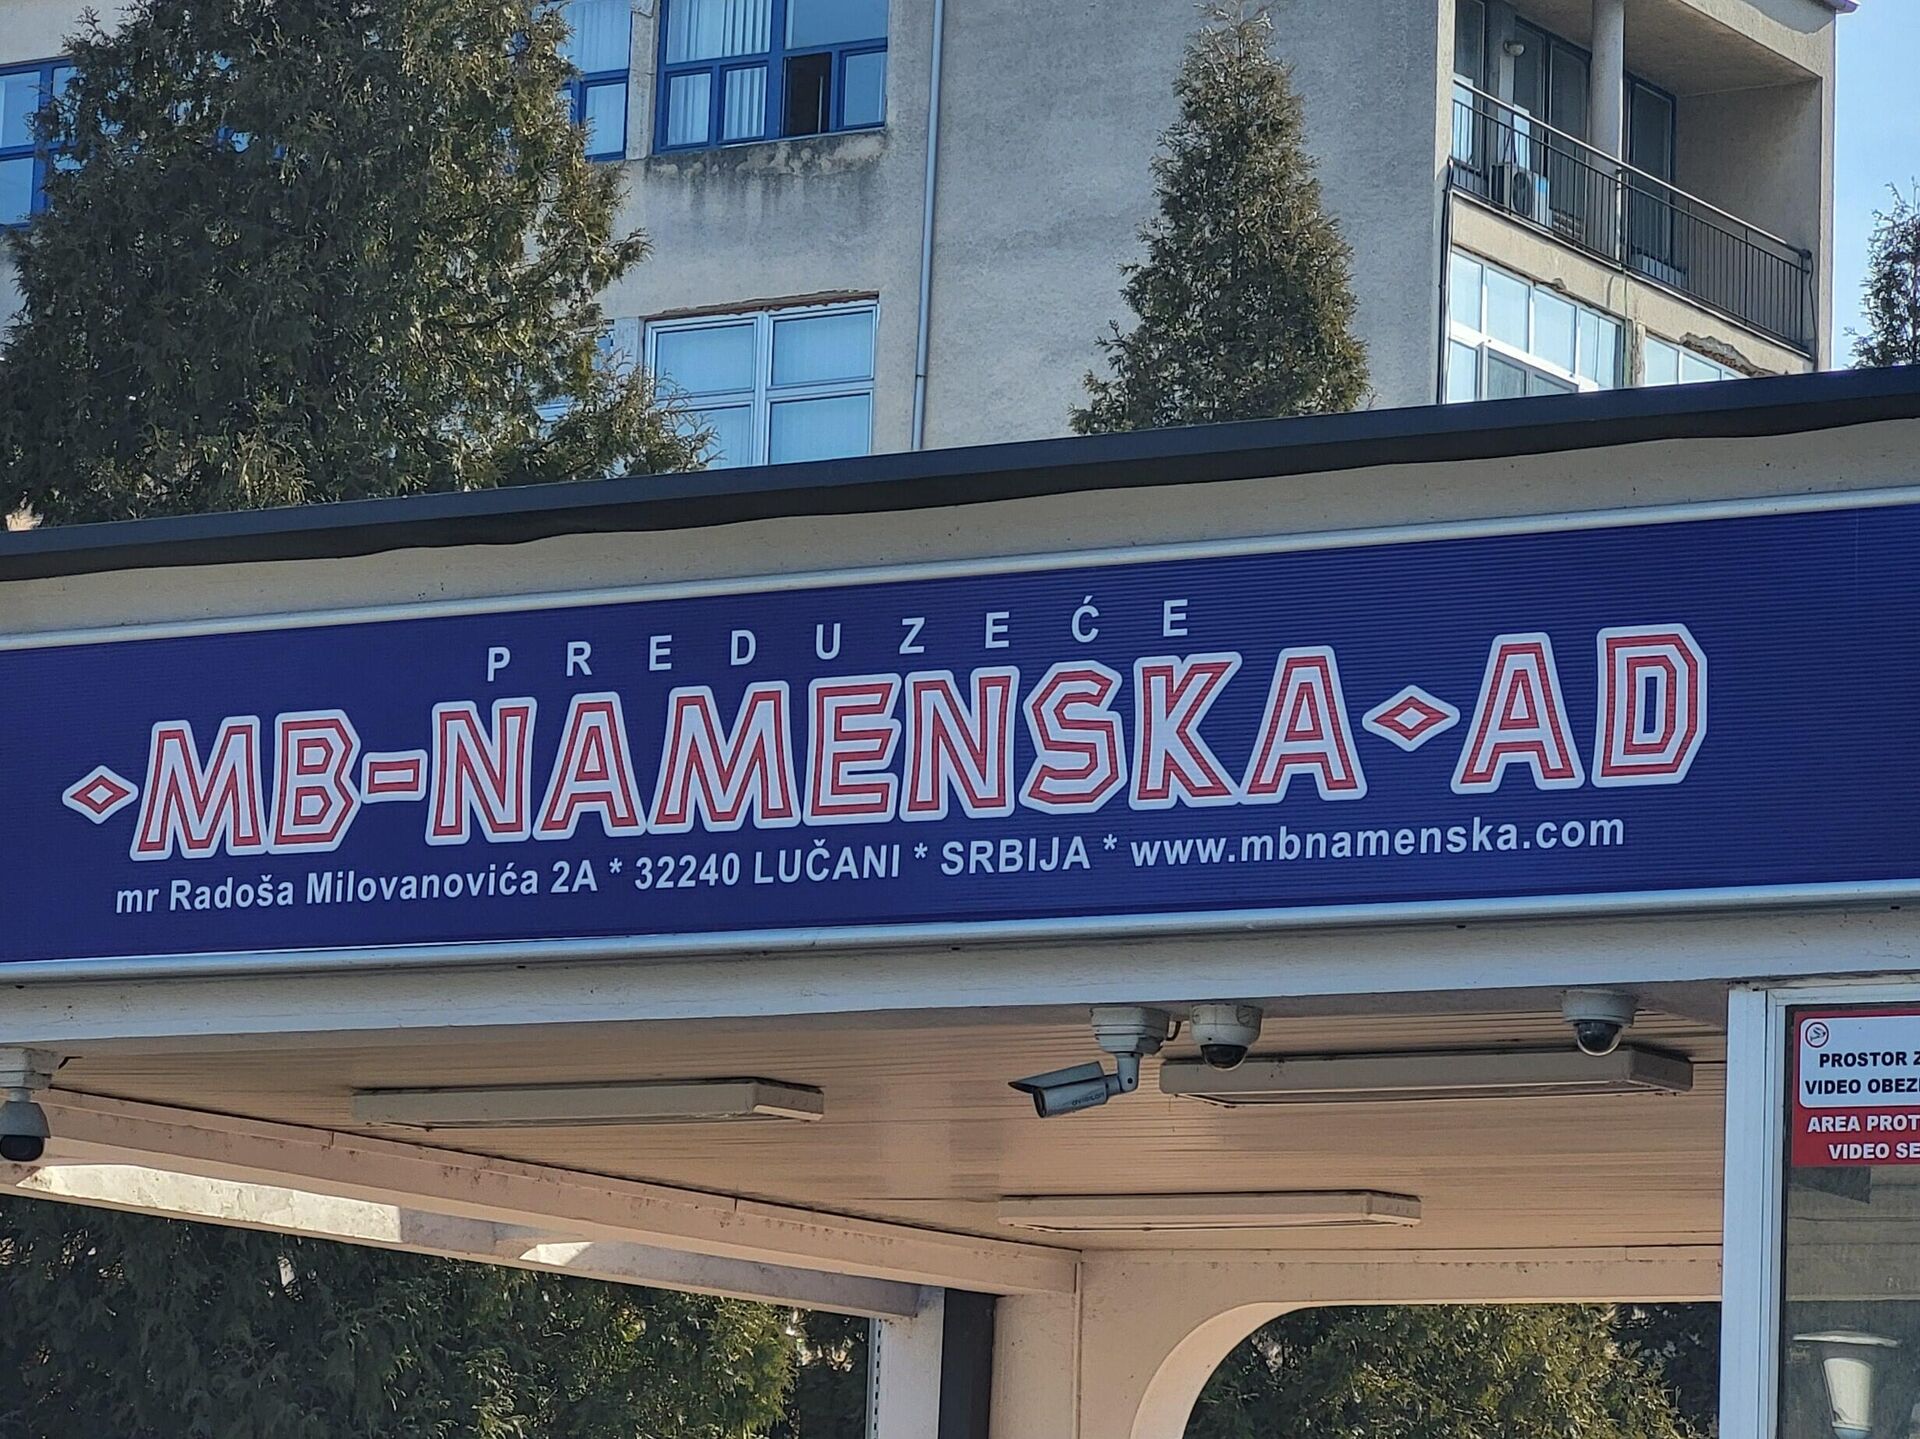 PREDUZEĆE
MB-NAMENSKA AD
mr Radoša Milovanovića 2A * 32240 LUČANI * SRBIJA * www.mbnamenska.com
PROSTOR
VIDEO
AREA
VIDEO